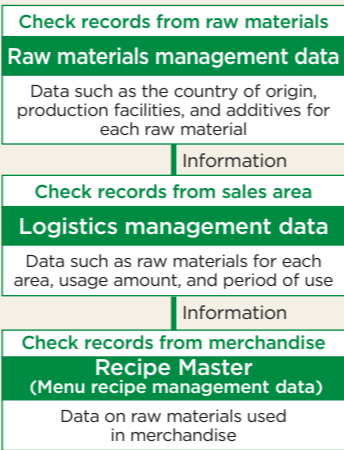 Check records from raw materials
Raw materials management data
Data such as the country of origin,
production facilities, and additives for
each raw material
Information
Check records from sales area
Logistics management data
Data such as raw materials for each
area, usage amount, and period of use
Information
Check records from merchandise
Recipe Master
(Menu recipe management data)
Data on raw materials used
in merchandise